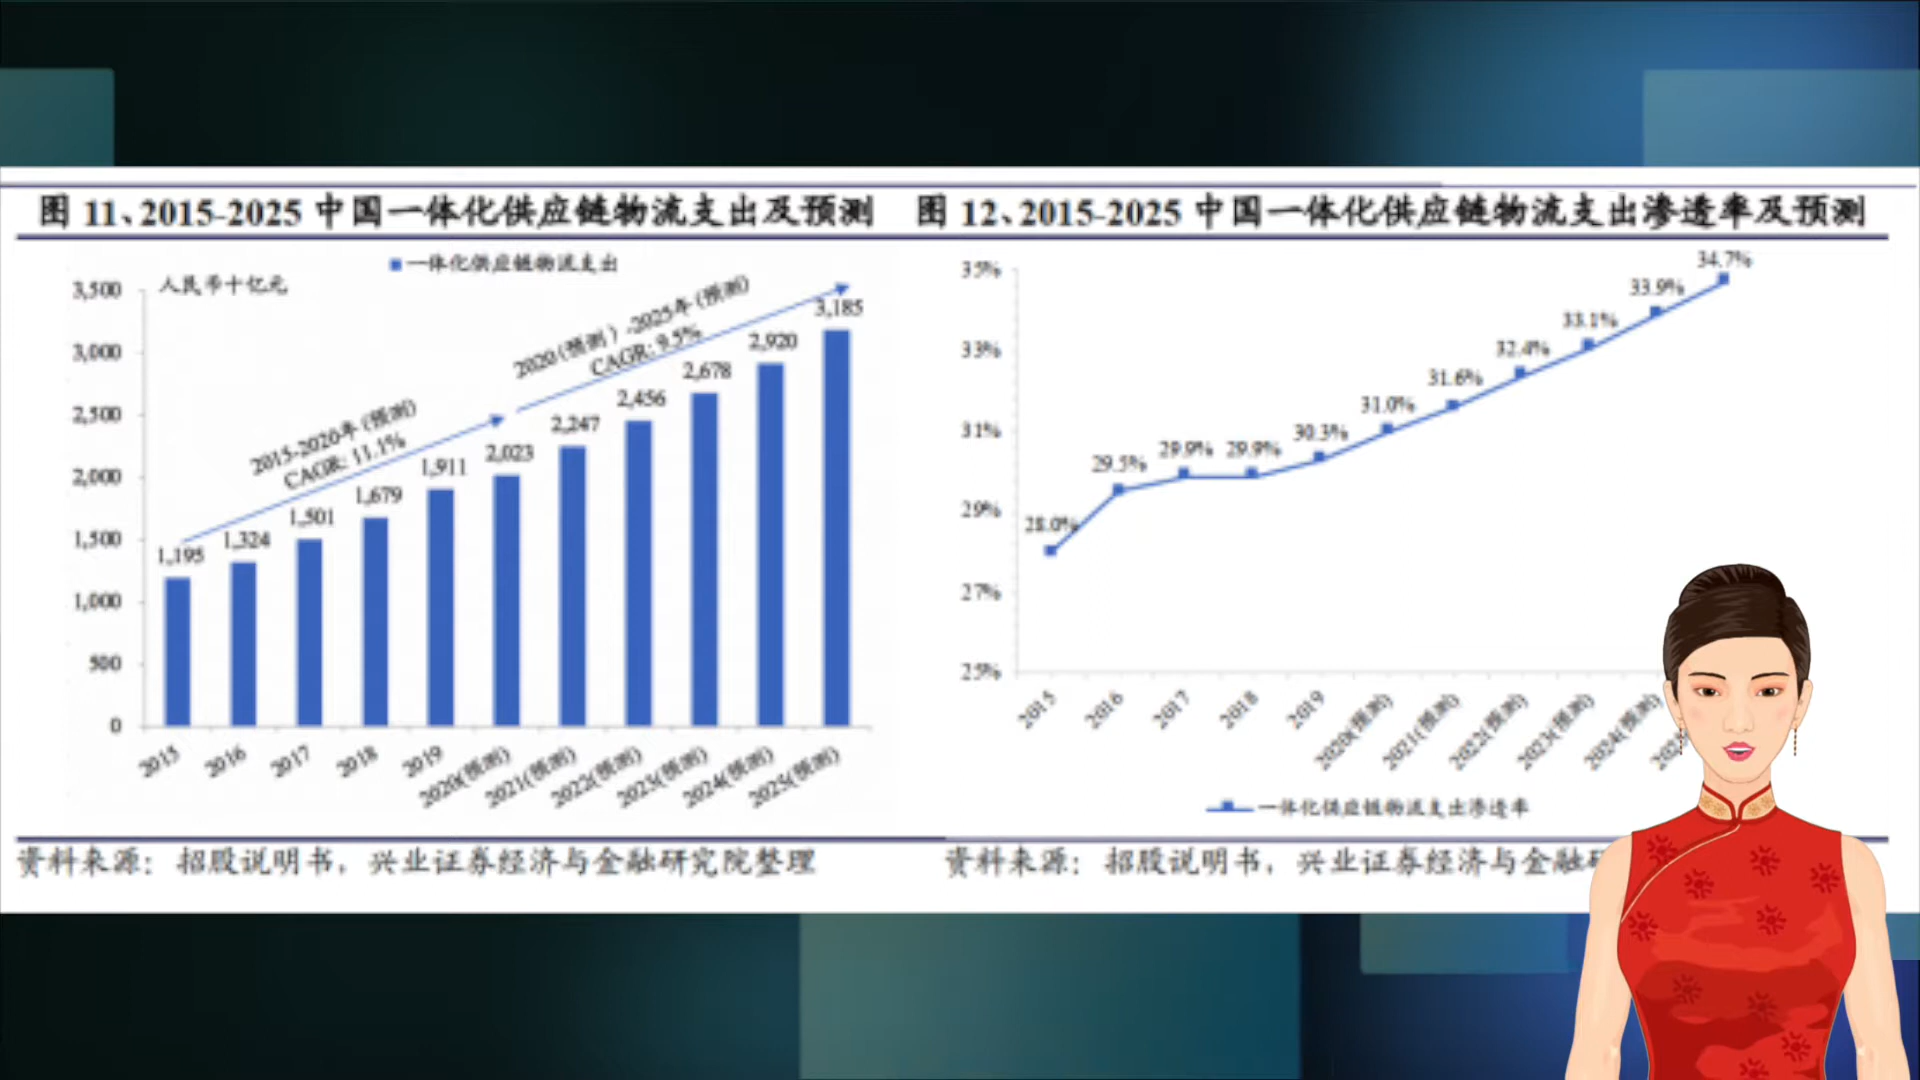 图 11、2015-2025 中国一体化供应链物流支出及预测
一体化供应链物流支出
人民币十亿元
3,500
3,000
2,500
2,000
1,500
1,000
500
0
2015-2020年 (预测)
CAGR: 11.1%
2020 (预测) -2025年 (预测)
CAGR: 9.5%
1,195
1,324
1,501
1,679
1,911
2,023
2,247
2,456
2,678
2,920
3,185
2015
2016
2017
2018
2019
2020(预测)
2021(预测)
2022(预测)
2023(预测)
2024(预测)
2025(预测)
资料来源：招股说明书，兴业证券经济与金融研究院整理
图 12、2015-2025 中国一体化供应链物流支出渗透率及预测
35%
33%
31%
29%
27%
25%
28.0%
29.5%
29.9%
29.9%
30.3%
31.0%
31.6%
32.4%
33.1%
33.9%
34.7%
2015
2016
2017
2018
2019
2020(预测)
2021(预测)
2022(预测)
2023(预测)
2024(预测)
一体化供应链物流支出渗透率
资料来源：招股说明书，兴业证券经济与金融